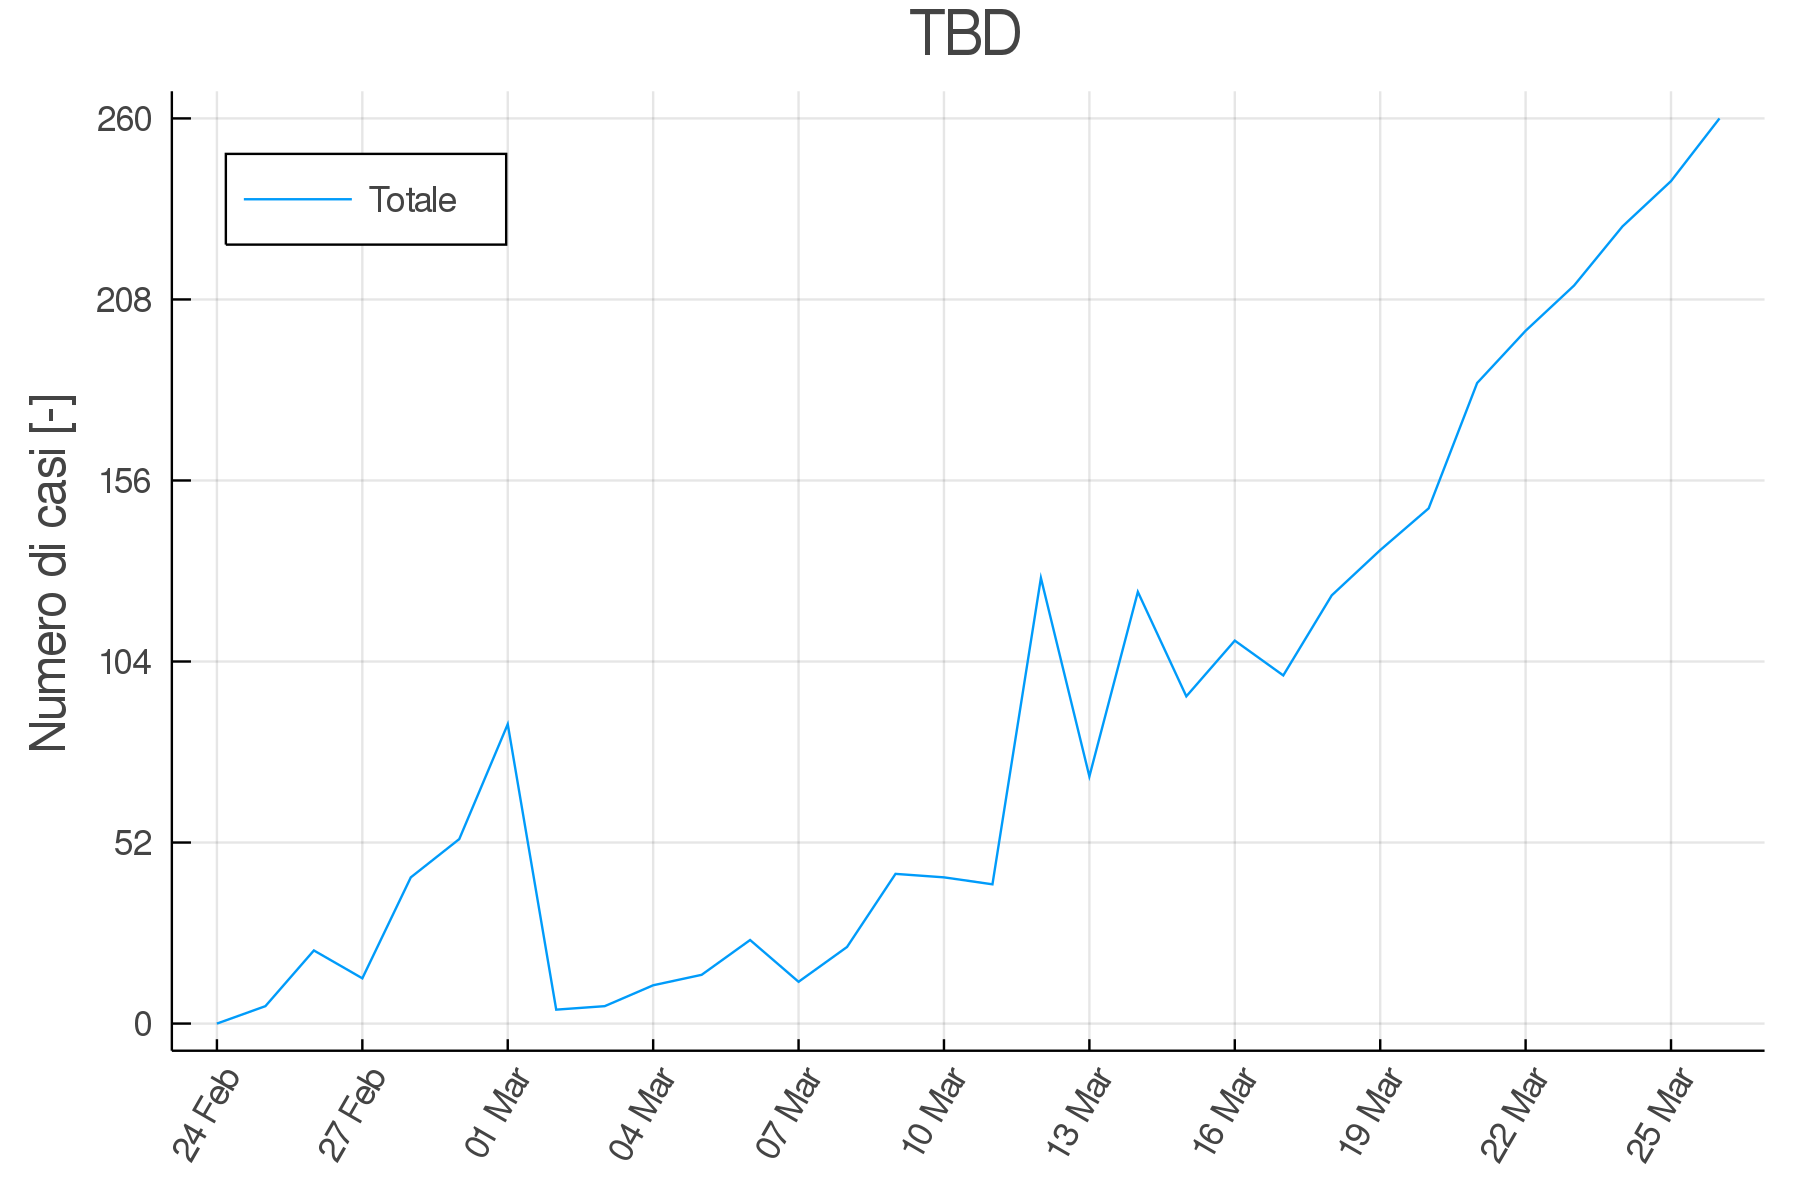 TBD
Totale
Numero di casi [-]
260
208
156
104
52
0
24 Feb
27 Feb
01 Mar
04 Mar
07 Mar
10 Mar
13 Mar
16 Mar
19 Mar
22 Mar
25 Mar